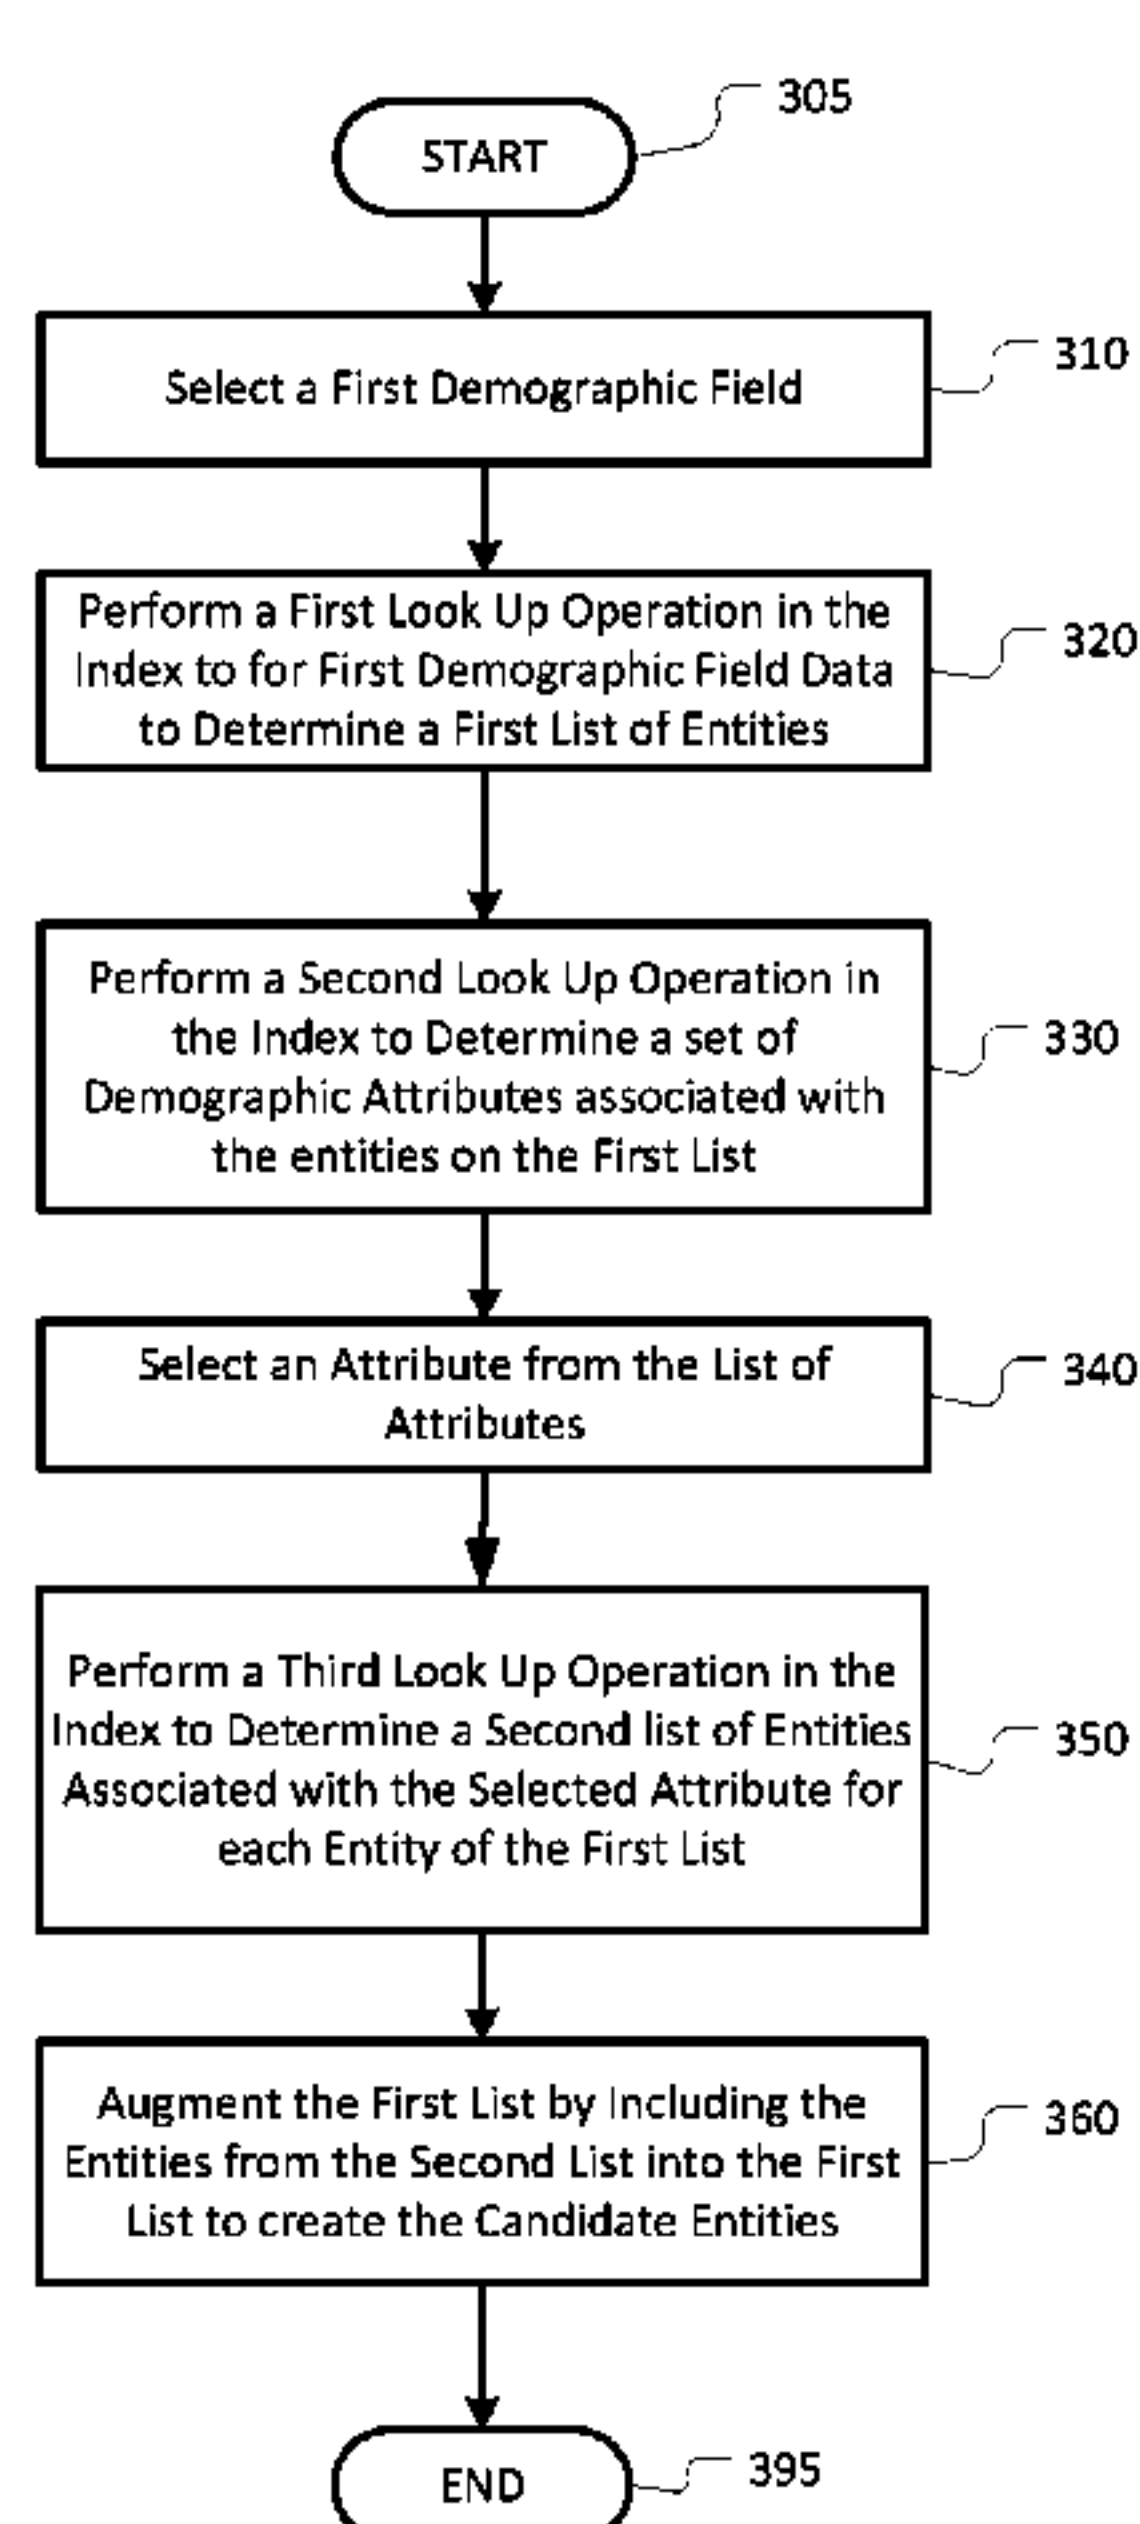 305
START
310
Select a First Demographic Field
Perform a First Look Up Operation in the
320
Index to for First Demographic Field Data
to Determine a First List of Entities
Perform a Second Look Up Operation in
the Index to Determine a set of
330
Demographic Attributes associated with
the entities on the First List
Select an Attribute from the List of
340
Attributes
Perform a Third Look Up Operation in the
Index to Determine a Second list of Entities
350
Associated with the Selected Attribute for
each Entity of the First List
Augment the First List by Including the
360
Entities from the Second List into the First
List to create the Candidate Entities
395
END